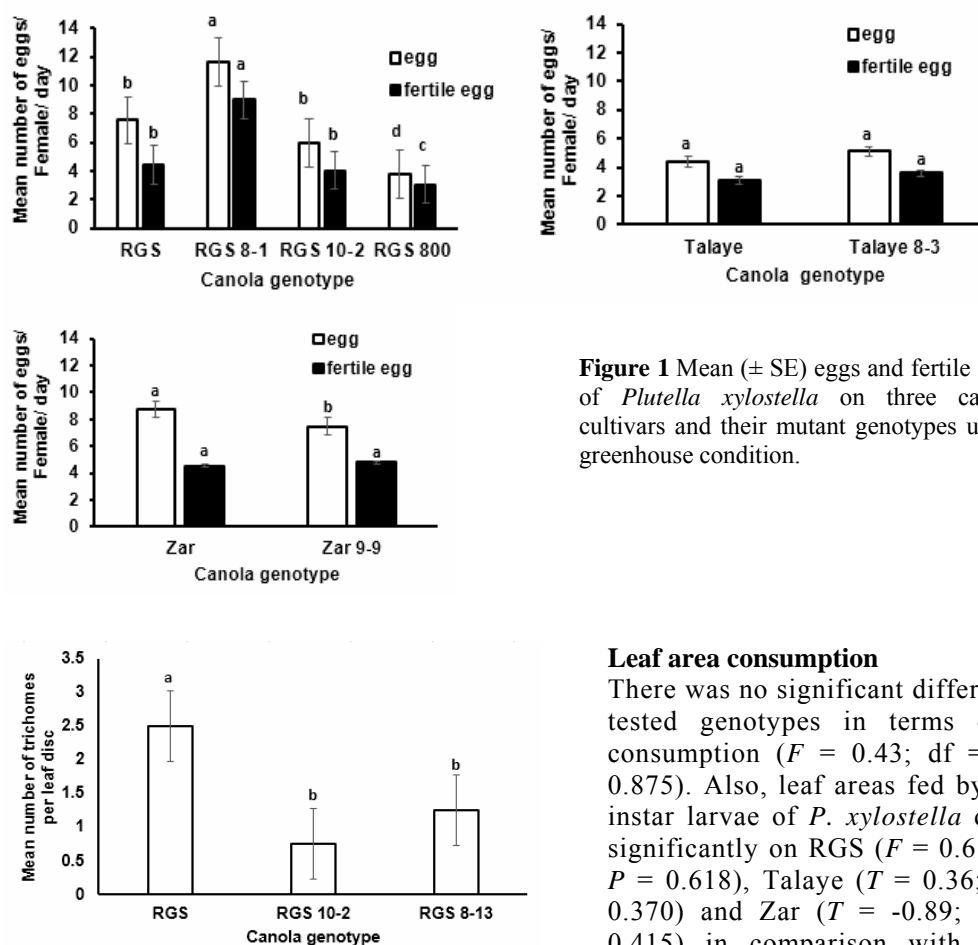 Mean number of eggs/
Female/ day
14
12
10
8
6
4
2
0
a
b
a
b
b
b
d
c
egg
fertile egg
RGS RGS 8-1 RGS 10-2 RGS 800
Canola genotype
Mean number of eggs/
Female/ day
14
12
10
8
6
4
2
0
a
a
a
a
egg
fertile egg
Talaye Talaye 8-3
Canola genotype
Mean number of eggs/
Female/ day
14
12
10
8
6
4
2
0
a
a
b
a
egg
fertile egg
Zar Zar 9-9
Canola genotype
Figure 1 Mean (± SE) eggs and fertile
of Plutella xylostella on three ca
cultivars and their mutant genotypes u
greenhouse condition.
Mean number of trichomes
per leaf disc
3.5
3
2.5
2
1.5
1
0.5
0
a
b
b
RGS RGS 10-2 RGS 8-13
Canola genotype
Leaf area consumption
There was no significant differ
tested genotypes in terms
consumption (F = 0.43; df =
0.875). Also, leaf areas fed by
instar larvae of P. xylostella
significantly on RGS (F = 0.6
P = 0.618), Talaye (T = 0.36;
0.370) and Zar (T = -0.89;
0.415) in comparison with